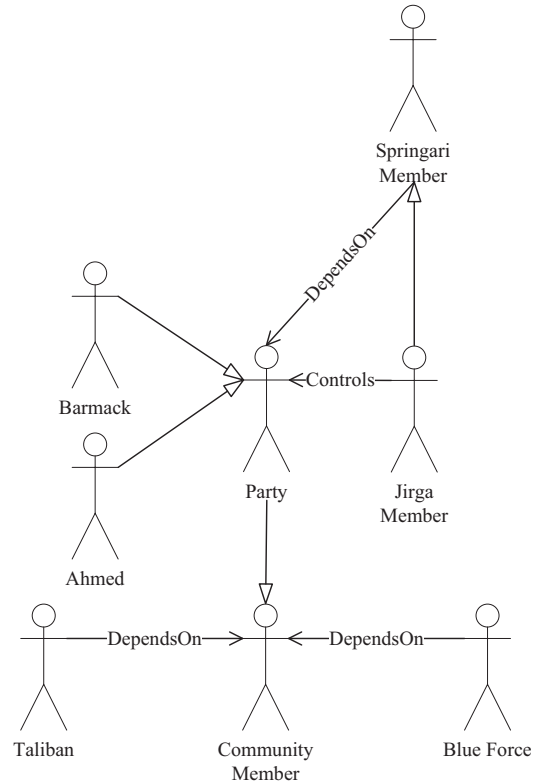 Springari
Member
DependsOn
Barmack
Controls
Party
Jirga
Member
Ahmed
DependsOn
DependsOn
Taliban
Community
Member
Blue Force